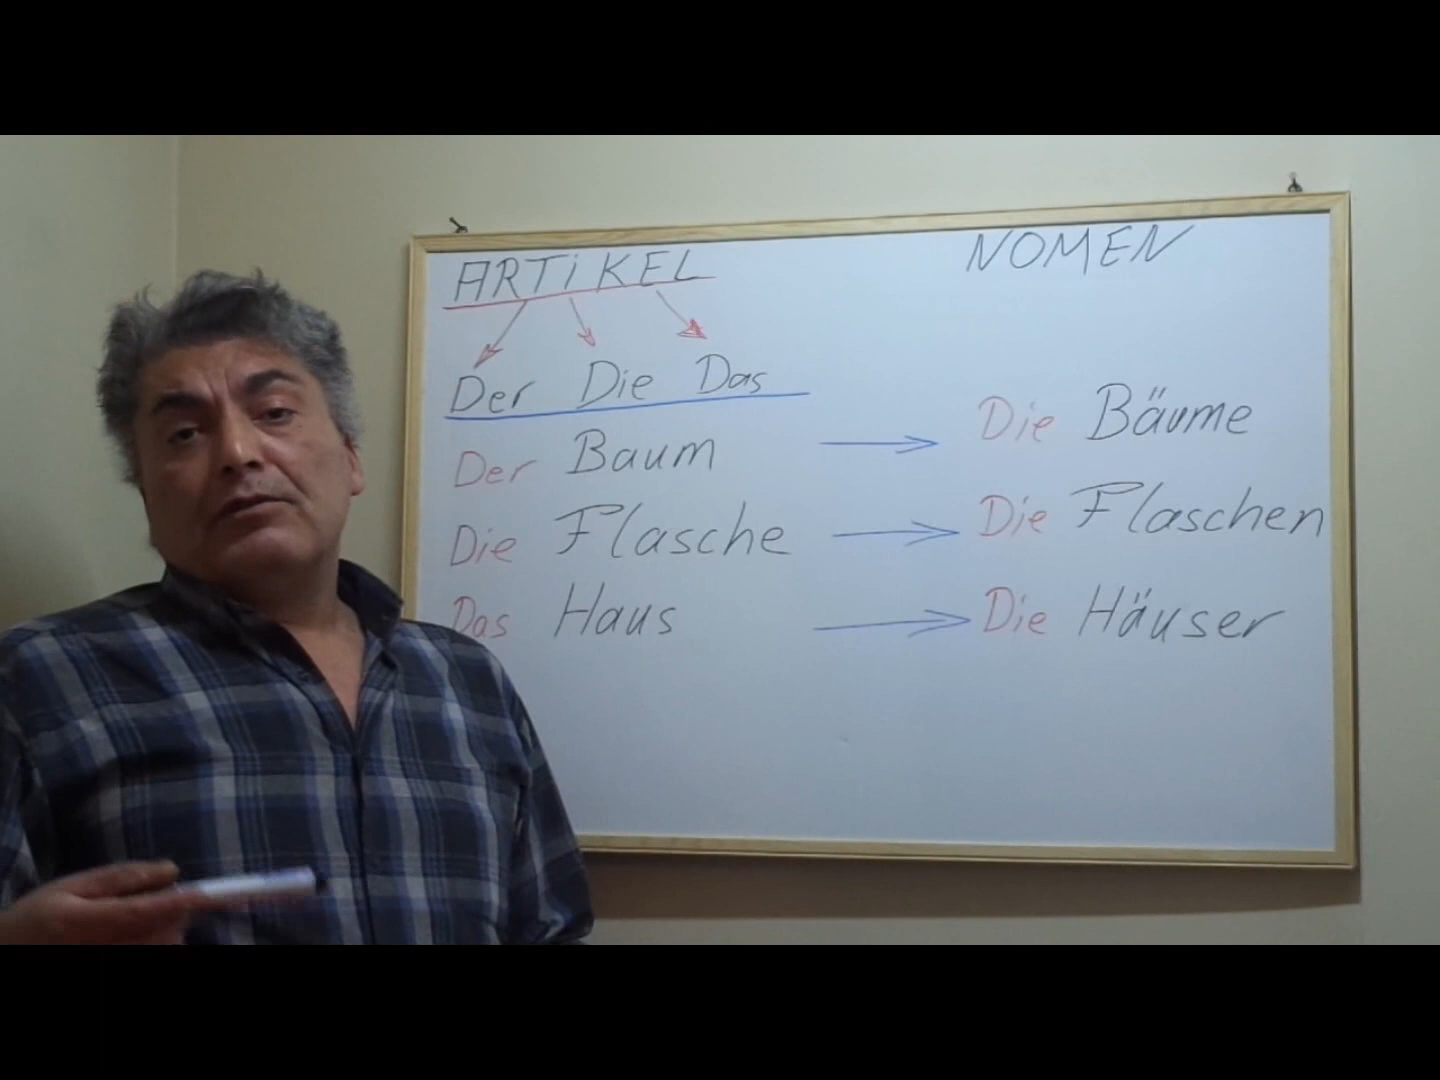 ARTiKEL NOMEN
Der Die Das
Der Baum Die Bäume
Die Flasche Die Flaschen
Das Haus Die Häuser